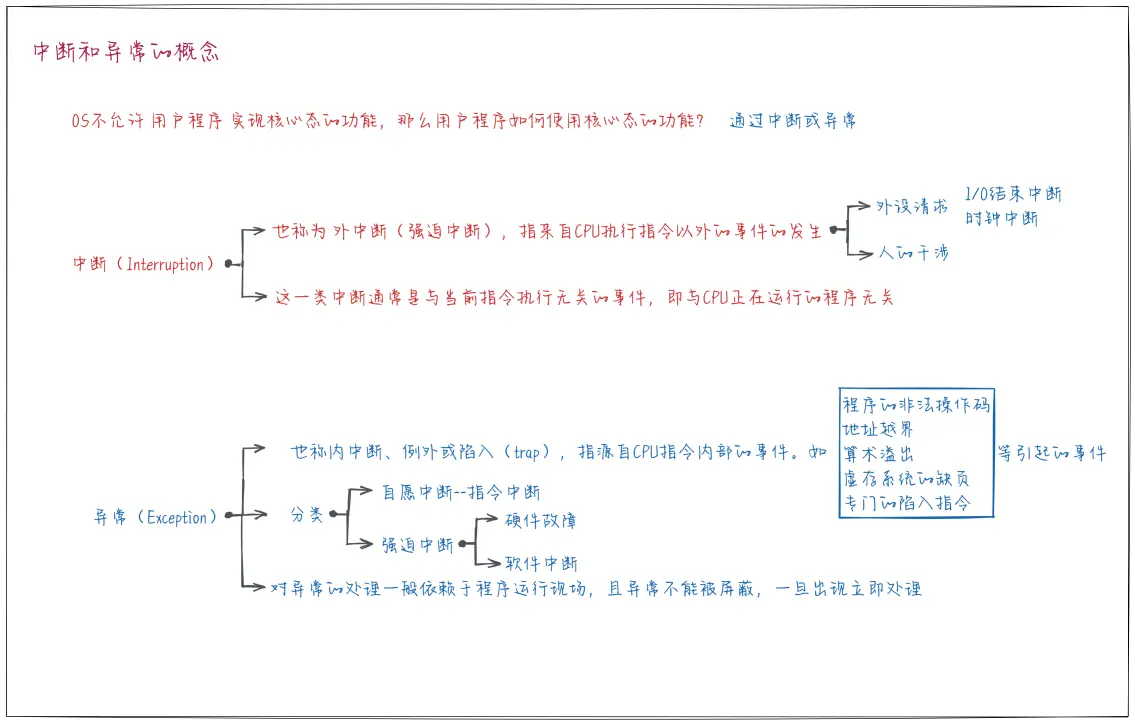 中断和异常的概念
OS不允许 用户程序 实现核心态的功能，那么用户程序如何使用核心态的功能？ 通过中断或异常
外设请求
I/O结束中断
时钟中断
也称为 外中断（强迫中断），指来自CPU执行指令以外的事件的发生
人的干涉
中断（Interruption）
这一类中断通常是与当前指令执行无关的事件，即与CPU正在运行的程序无关
程序的非法操作码
地址越界
算术溢出
虚存系统的缺页
专门的陷入指令
也称内中断、例外或陷入（trap），指源自CPU指令内部的事件。如
等引起的事件
自愿中断--指令中断
异常（Exception）
分类
硬件故障
强迫中断
软件中断
对异常的处理一般依赖于程序运行现场，且异常不能被屏蔽，一旦出现立即处理